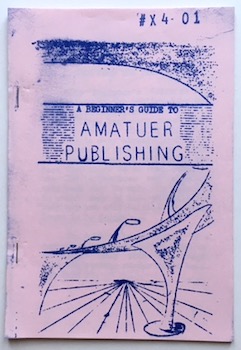 #X4-01
A BEGINNER'S GUIDE TO
AMATUER
PUBLISHING